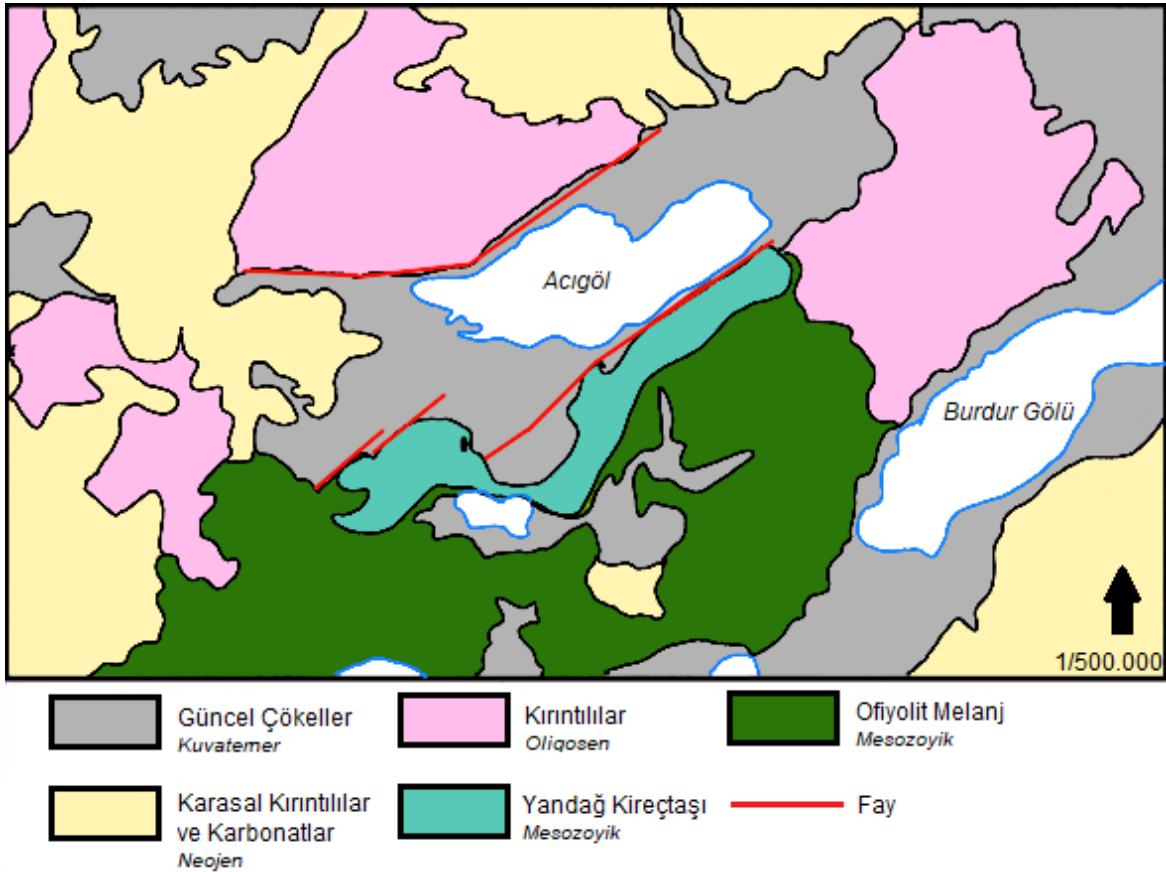 Acıgöl
Burdur Gölü
1/500.000
Güncel Çökeller
Kuvaterner
Kırıntılılar
Oligosen
Ofiyolit Melanj
Mesozoyik
Karasal Kırıntılılar
ve Karbonatlar
Neojen
Yandağ Kireçtaşı
Mesozoyik
Fay